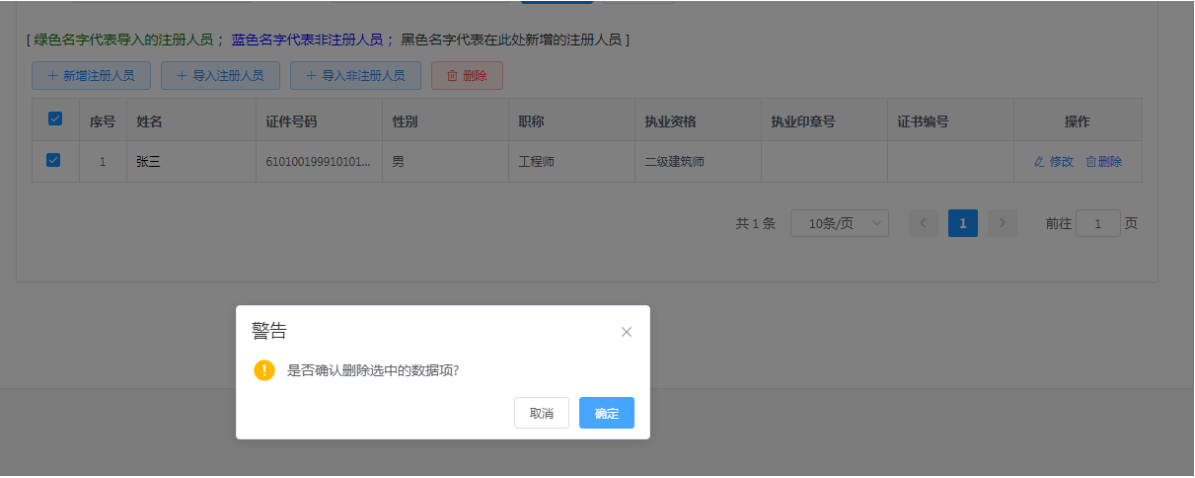 [ 绿色名字代表导入的注册人员； 蓝色名字代表非注册人员； 黑色名字代表在此处新增的注册人员 ]
+ 新增注册人员 + 导入注册人员 + 导入非注册人员 删除
序号 姓名 证件号码 性别 职称 执业资格 执业印章号 证书编号 操作
1 张三 610100199910101... 男 工程师 二级建筑师 修改 删除
共 1 条 10条/页 < 1 > 前往 1 页
警告
是否确认删除选中的数据项?
取消 确定